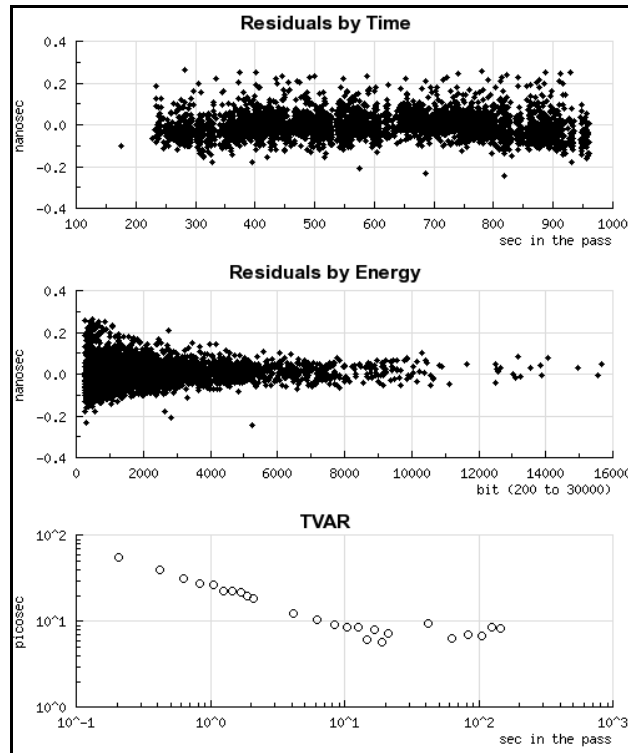 Residuals by Time
0.4
0.2
0.0
-0.2
-0.4
nanosec
100 200 300 400 500 600 700 800 900 1000
sec in the pass
Residuals by Energy
0.4
0.2
0.0
-0.2
-0.4
nanosec
0 2000 4000 6000 8000 10000 12000 14000 16000
bit (200 to 30000)
TVAR
10^2
10^1
10^0
picosec
10^-1 10^0 10^1 10^2 10^3
sec in the pass